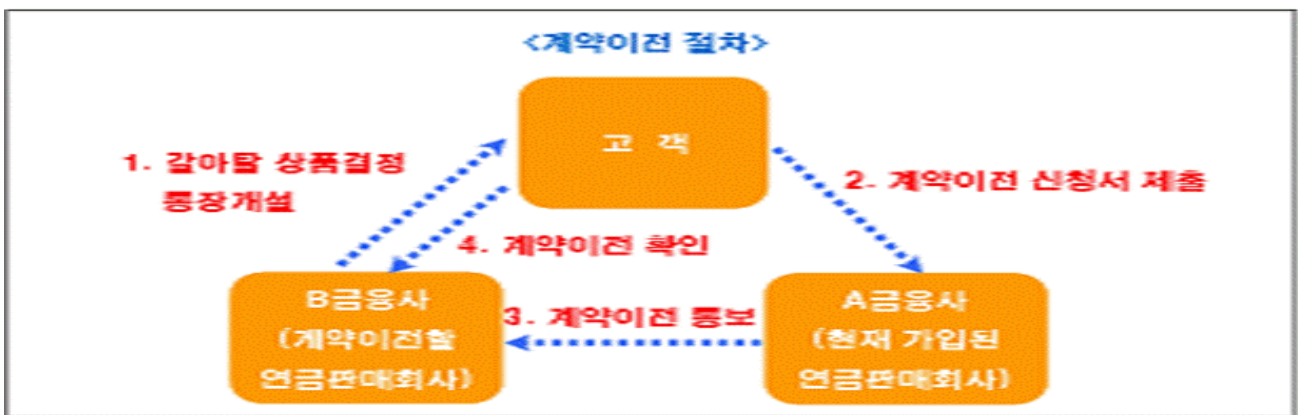 <계약이전 절차>
고 객
1. 갈아탈 상품결정
통장개설
2. 계약이전 신청서 제출
4. 계약이전 확인
B금융사
(계약이전할
연금판매회사)
3. 계약이전 통보
A금융사
(현재 가입된
연금판매회사)